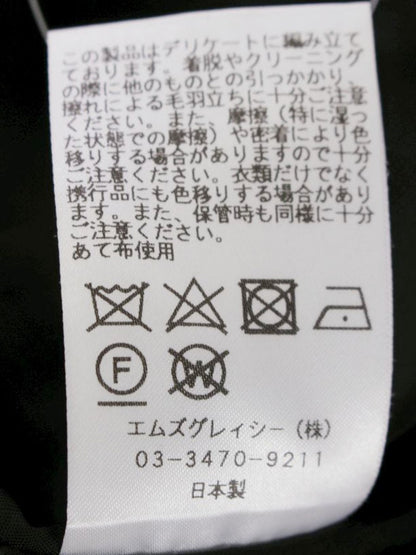 この製品はデリケートに編み立て
ております。着脱やクリーニング
の際に他のものとの引っかかり、
擦れによる毛羽立ちに十分ご注意
ください。また、摩擦（特に湿っ
た状態での摩擦）や密着により色
移りする場合がありますので十分
ご注意ください。衣類だけでなく
携行品にも色移りする場合があり
ます。また、保管時も同様に十分
ご注意ください。
あて布使用
F
W
エムズグレィシー（株）
03-3470-9211
日本製